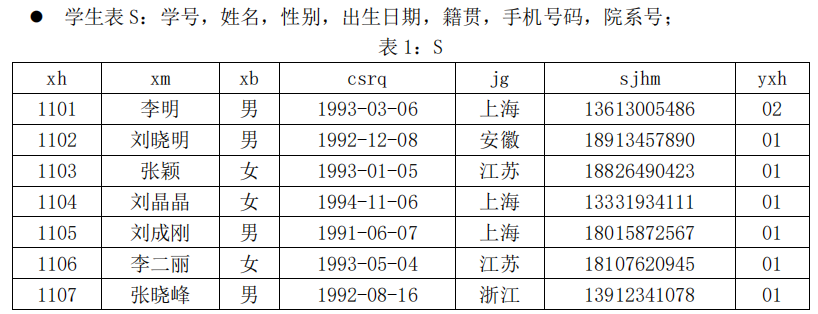 ● 学生表 S：学号，姓名，性别，出生日期，籍贯，手机号码，院系号；
表 1：S
xh xm xb csrq jg sjhm yxh
1101 李明 男 1993-03-06 上海 13613005486 02
1102 刘晓明 男 1992-12-08 安徽 18913457890 01
1103 张颖 女 1993-01-05 江苏 18826490423 01
1104 刘晶晶 女 1994-11-06 上海 13331934111 01
1105 刘成刚 男 1991-06-07 上海 18015872567 01
1106 李二丽 女 1993-05-04 江苏 18107620945 01
1107 张晓峰 男 1992-08-16 浙江 13912341078 01